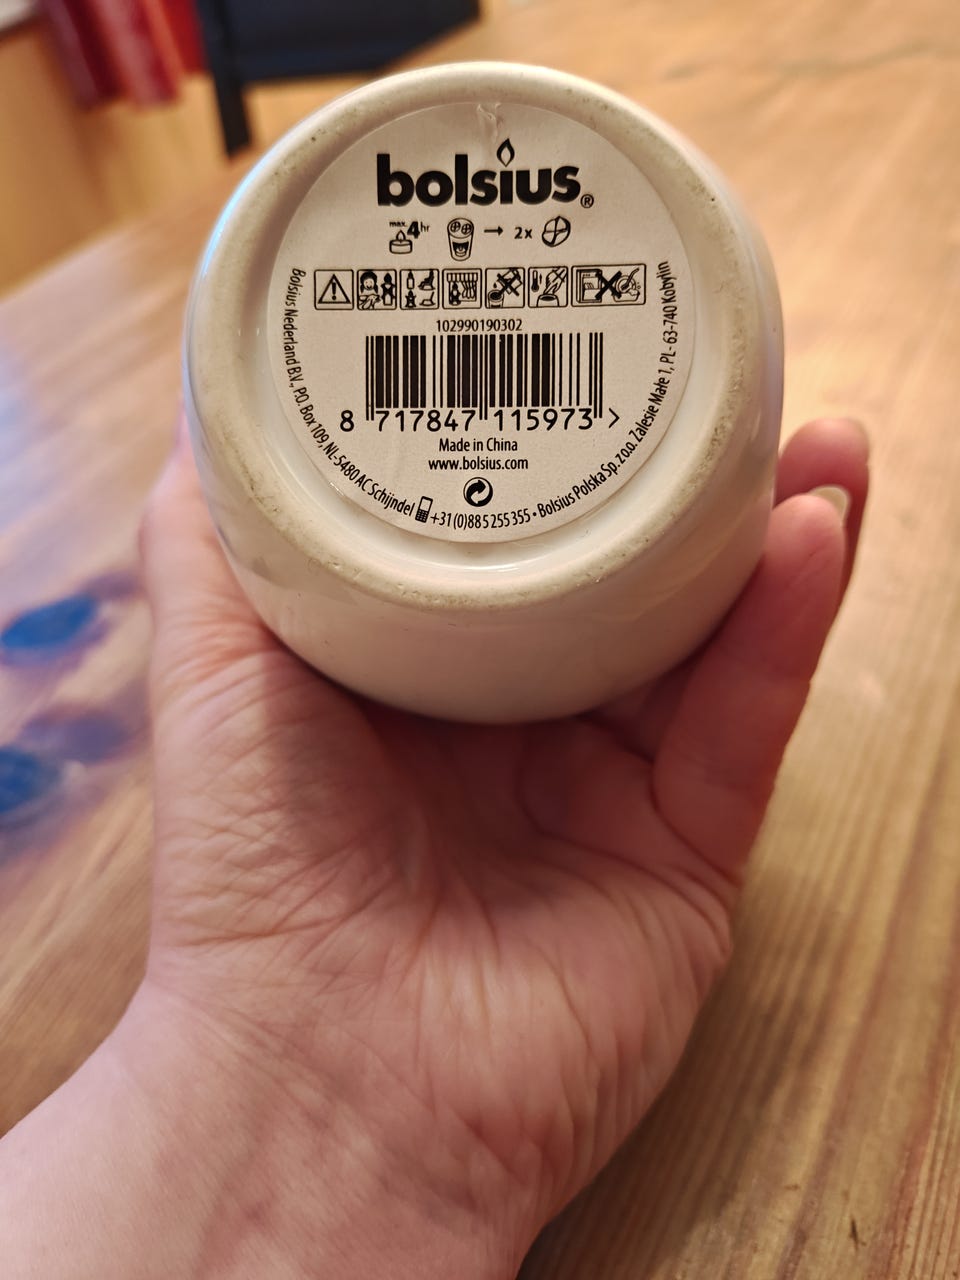 bolsius®
max. 4hr → 2x
102990190302
8 717847 115973 >
Made in China
www.bolsius.com
Bolsius Nederland B.V., P.O. Box 109, NL-5480 AC Schijndel +31 (0)885 255 355 • Bolsius Polska Sp. z o.o. Zalesie Małe 1, PL- 63-740 Kobylin